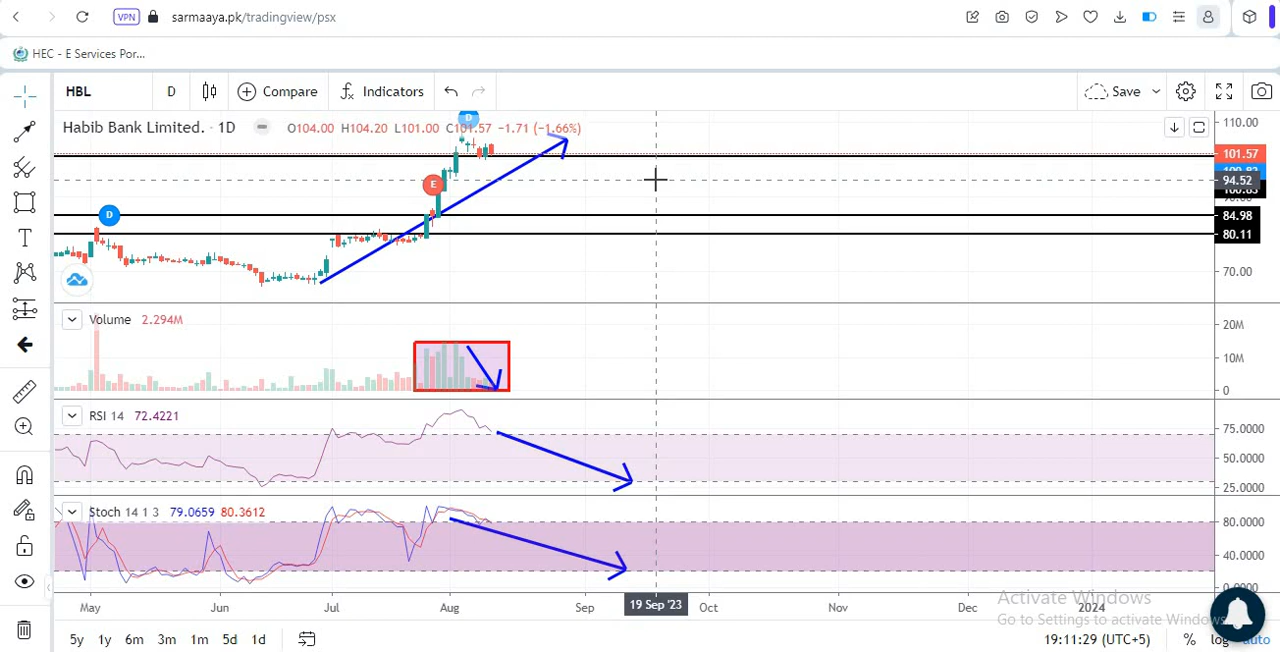 VPN sarmaaya.pk/tradingview/psx
HEC - E Services Por...
HBL D Compare Indicators Save
Habib Bank Limited. · 1D O104.00 H104.20 L101.00 C101.57 −1.71 (−1.66%)
D
E
D
110.00
101.57
94.52
84.98
80.11
70.00
Volume 2.294M
20M
10M
0
RSI 14 72.4221
75.0000
50.0000
25.0000
Stoch 14 1 3 79.0659 80.3612
80.0000
40.0000
0.0000
May Jun Jul Aug Sep 19 Sep '23 Oct Nov Dec 2024
Activate Windows
Go to Settings to activate Windows
5y 1y 6m 3m 1m 5d 1d 19:11:29 (UTC+5) % log auto